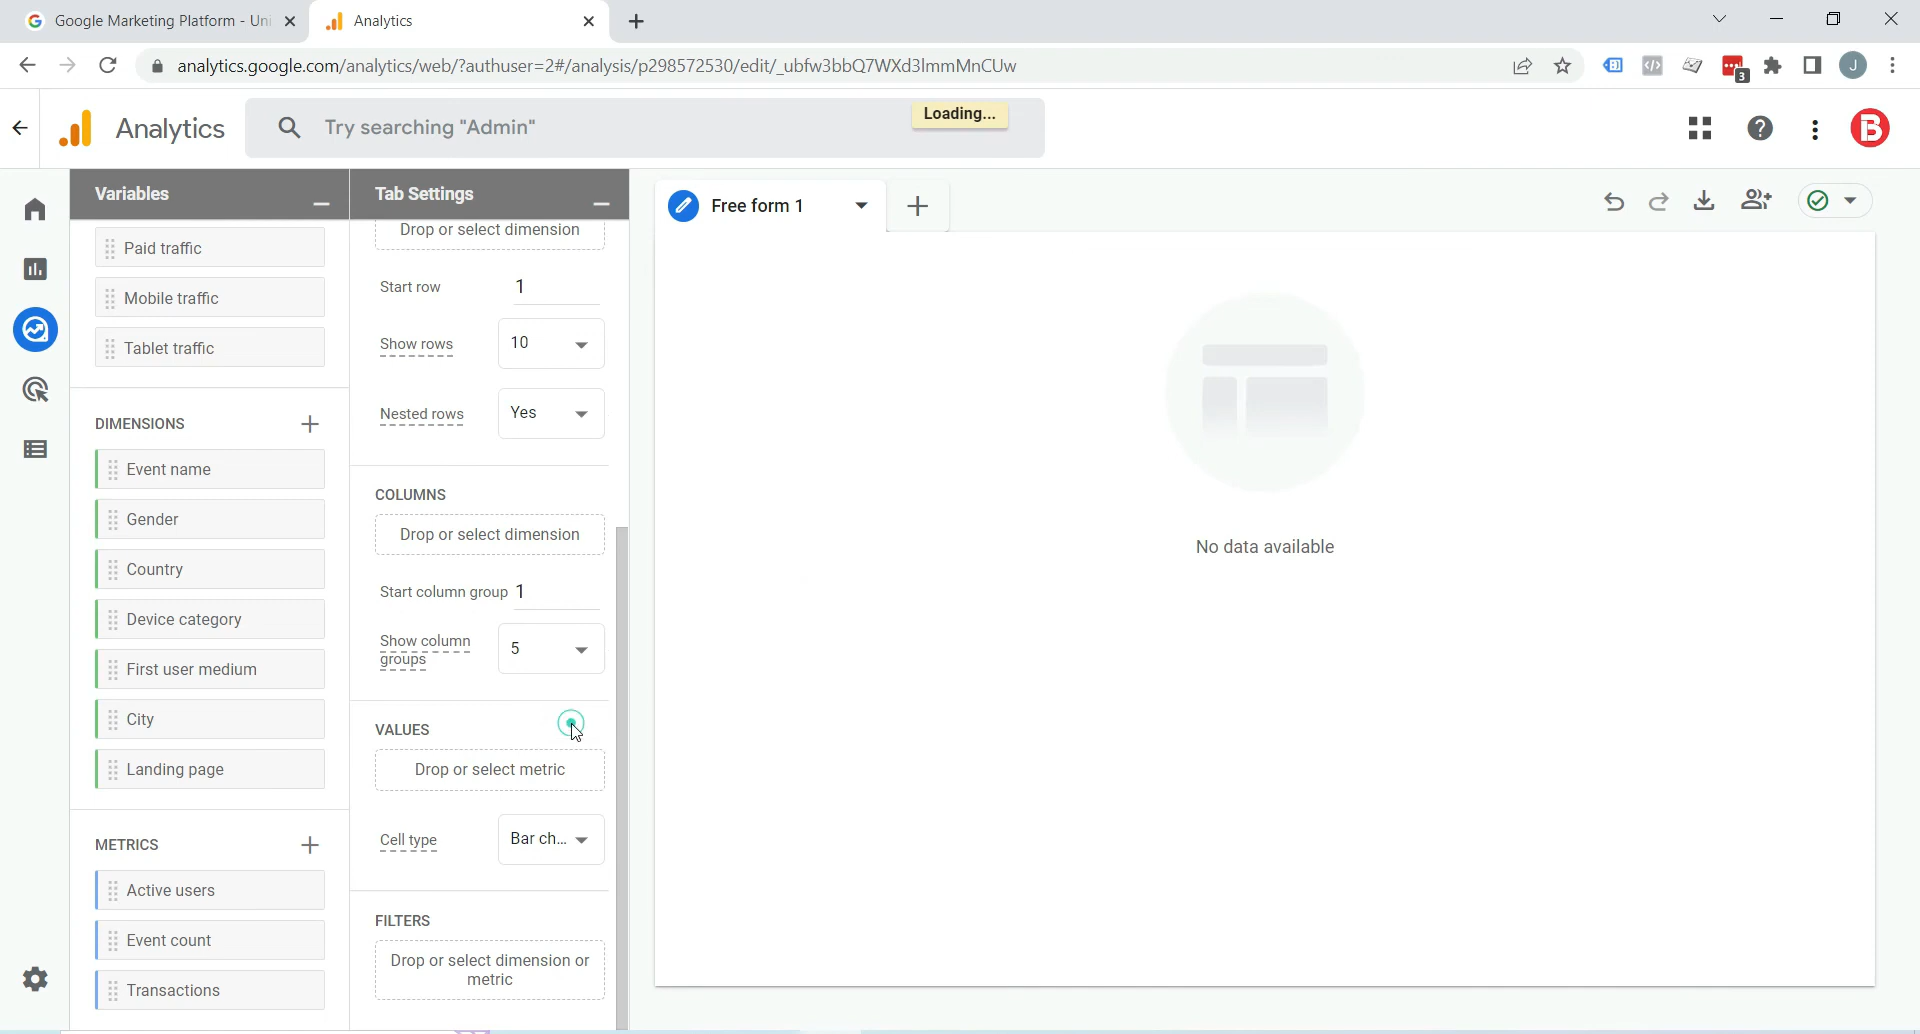 Google Marketing Platform - Uni
Analytics
analytics.google.com/analytics/web/?authuser=2#/analysis/p298572530/edit/_ubfw3bbQ7WXd3lmmMnCUw
3
J
Analytics
Try searching "Admin"
Loading...
B
Variables
Tab Settings
Free form 1
Paid traffic
Mobile traffic
Tablet traffic
DIMENSIONS
Event name
Gender
Country
Device category
First user medium
City
Landing page
METRICS
Active users
Event count
Transactions
Drop or select dimension
Start row 1
Show rows 10
Nested rows Yes
COLUMNS
Drop or select dimension
Start column group 1
Show column
groups
5
VALUES
Drop or select metric
Cell type Bar ch...
FILTERS
Drop or select dimension or
metric
No data available